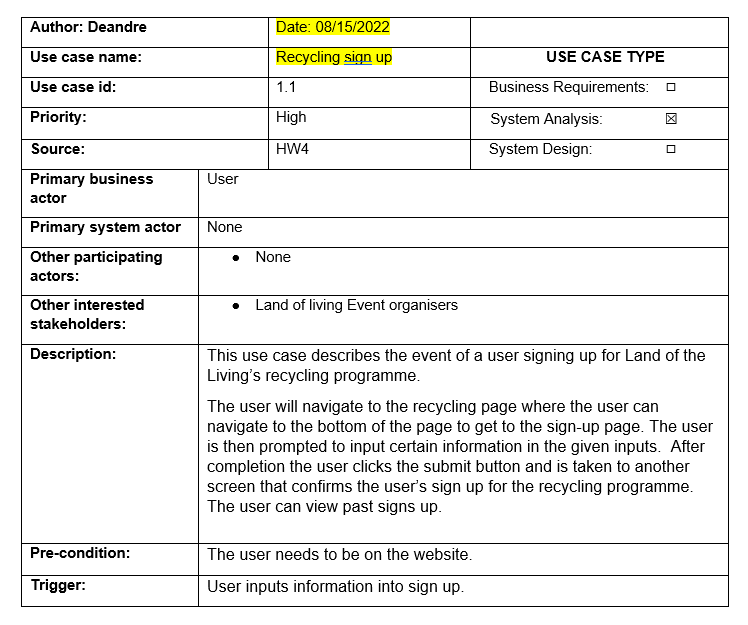 Author: Deandre Date: 08/15/2022
Use case name: Recycling sign up USE CASE TYPE
Use case id: 1.1 Business Requirements: ☐
Priority: High System Analysis: ☒
Source: HW4 System Design: ☐
Primary business User
actor
Primary system actor None
Other participating ● None
actors:
Other interested ● Land of living Event organisers
stakeholders:
Description: This use case describes the event of a user signing up for Land of the
Living's recycling programme.
The user will navigate to the recycling page where the user can
navigate to the bottom of the page to get to the sign-up page. The user
is then prompted to input certain information in the given inputs.  After
completion the user clicks the submit button and is taken to another
screen that confirms the user's sign up for the recycling programme.
The user can view past signs up.
Pre-condition: The user needs to be on the website.
Trigger: User inputs information into sign up.